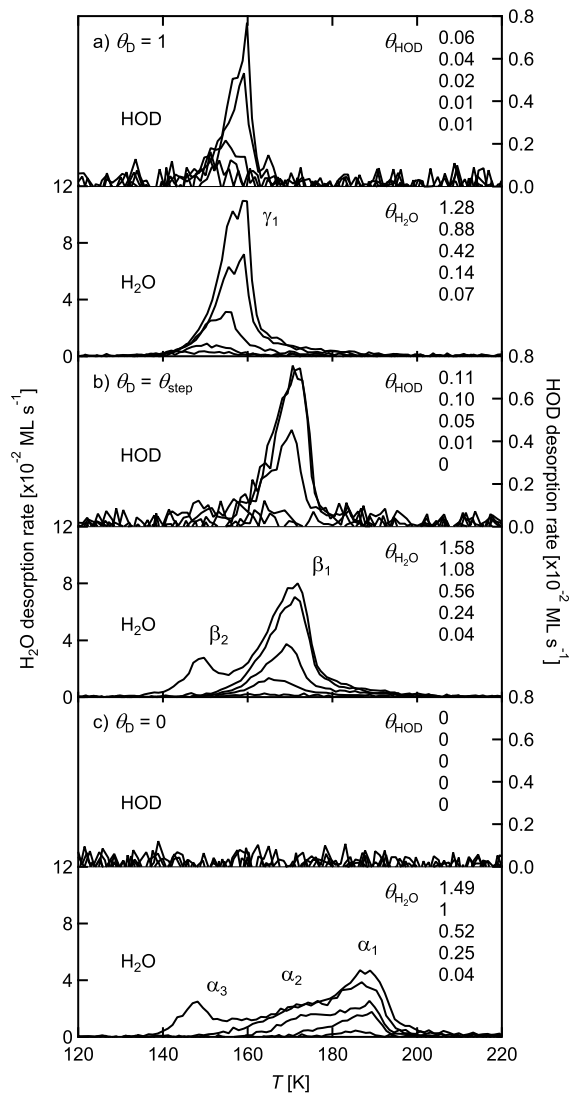 0.8
a) θD = 1
θHOD
0.06
0.04
0.02
0.01
0.01
HOD
0.6
0.4
0.2
0.0
12
8
4
0
γ1
θH2O
1.28
0.88
0.42
0.14
0.07
H2O
0.8
b) θD = θstep
θHOD
0.11
0.10
0.05
0.01
0
HOD
0.6
0.4
0.2
0.0
12
8
4
0
β1
β2
θH2O
1.58
1.08
0.56
0.24
0.04
H2O
0.8
c) θD = 0
θHOD
0
0
0
0
0
HOD
0.6
0.4
0.2
0.0
12
8
4
0
θH2O
1.49
1
0.52
0.25
0.04
H2O
α3
α2
α1
120 140 160 180 200 220
T [K]
H2O desorption rate [x10-2 ML s-1]
HOD desorption rate [x10-2 ML s-1]